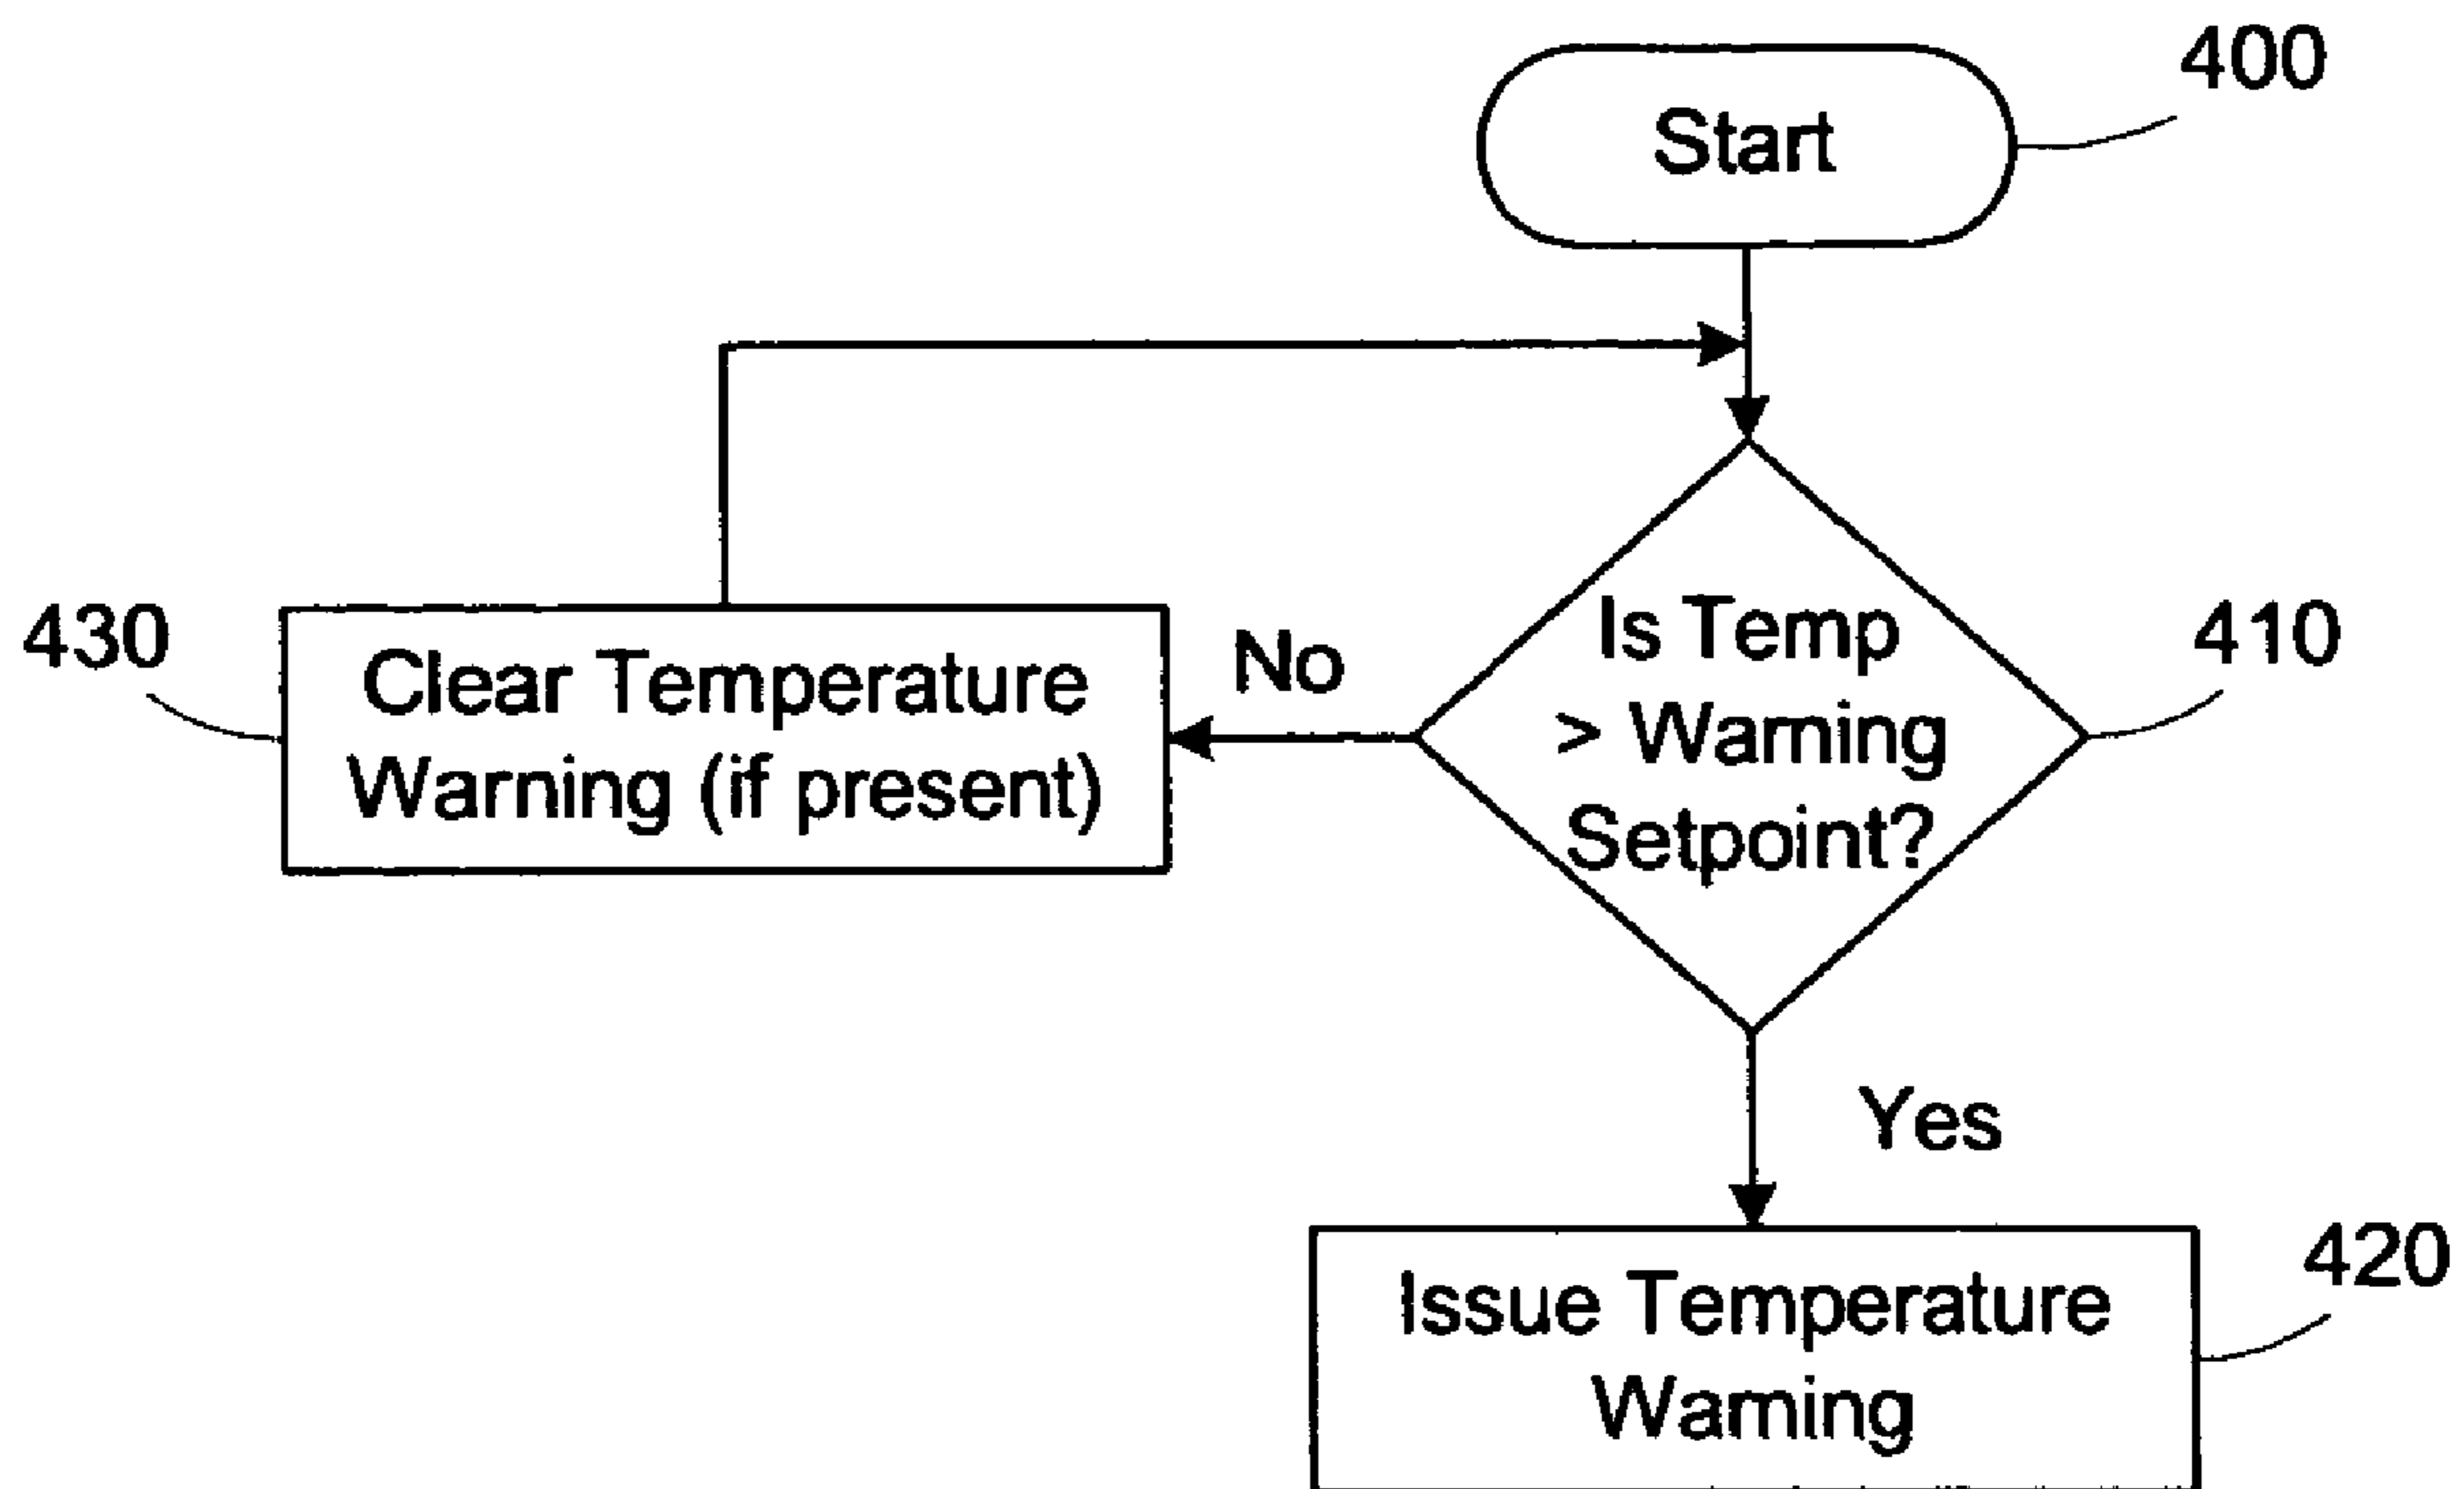 400
Start
430
Clear Temperature
Warning (if present)
No
Is Temp
> Warning
Setpoint?
410
Yes
420
Issue Temperature
Warning